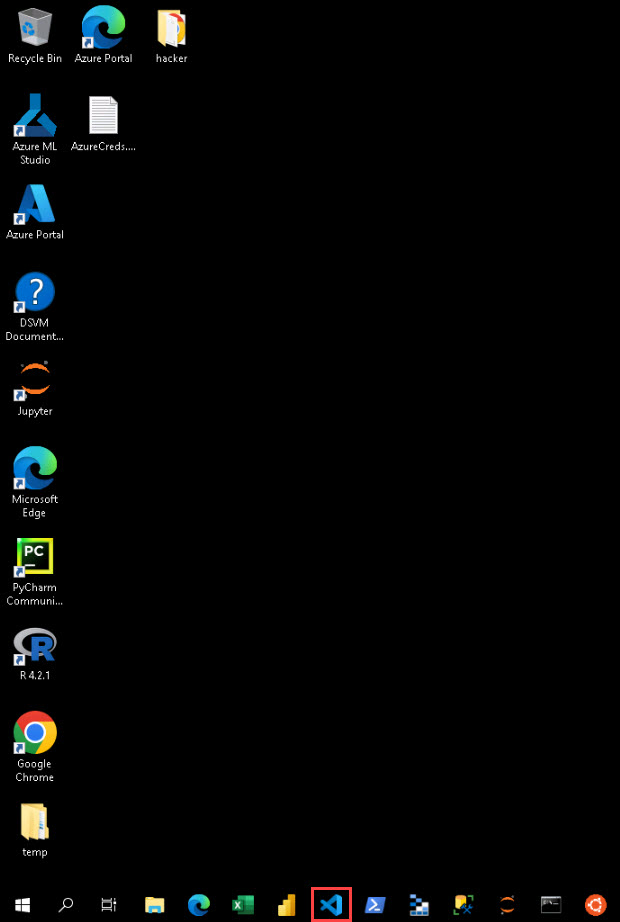 Recycle Bin
Azure Portal
hacker
Azure ML
Studio
AzureCreds....
Azure Portal
?
DSVM
Document...
Jupyter
Microsoft
Edge
PC
PyCharm
Communi...
R
R 4.2.1
Google
Chrome
temp